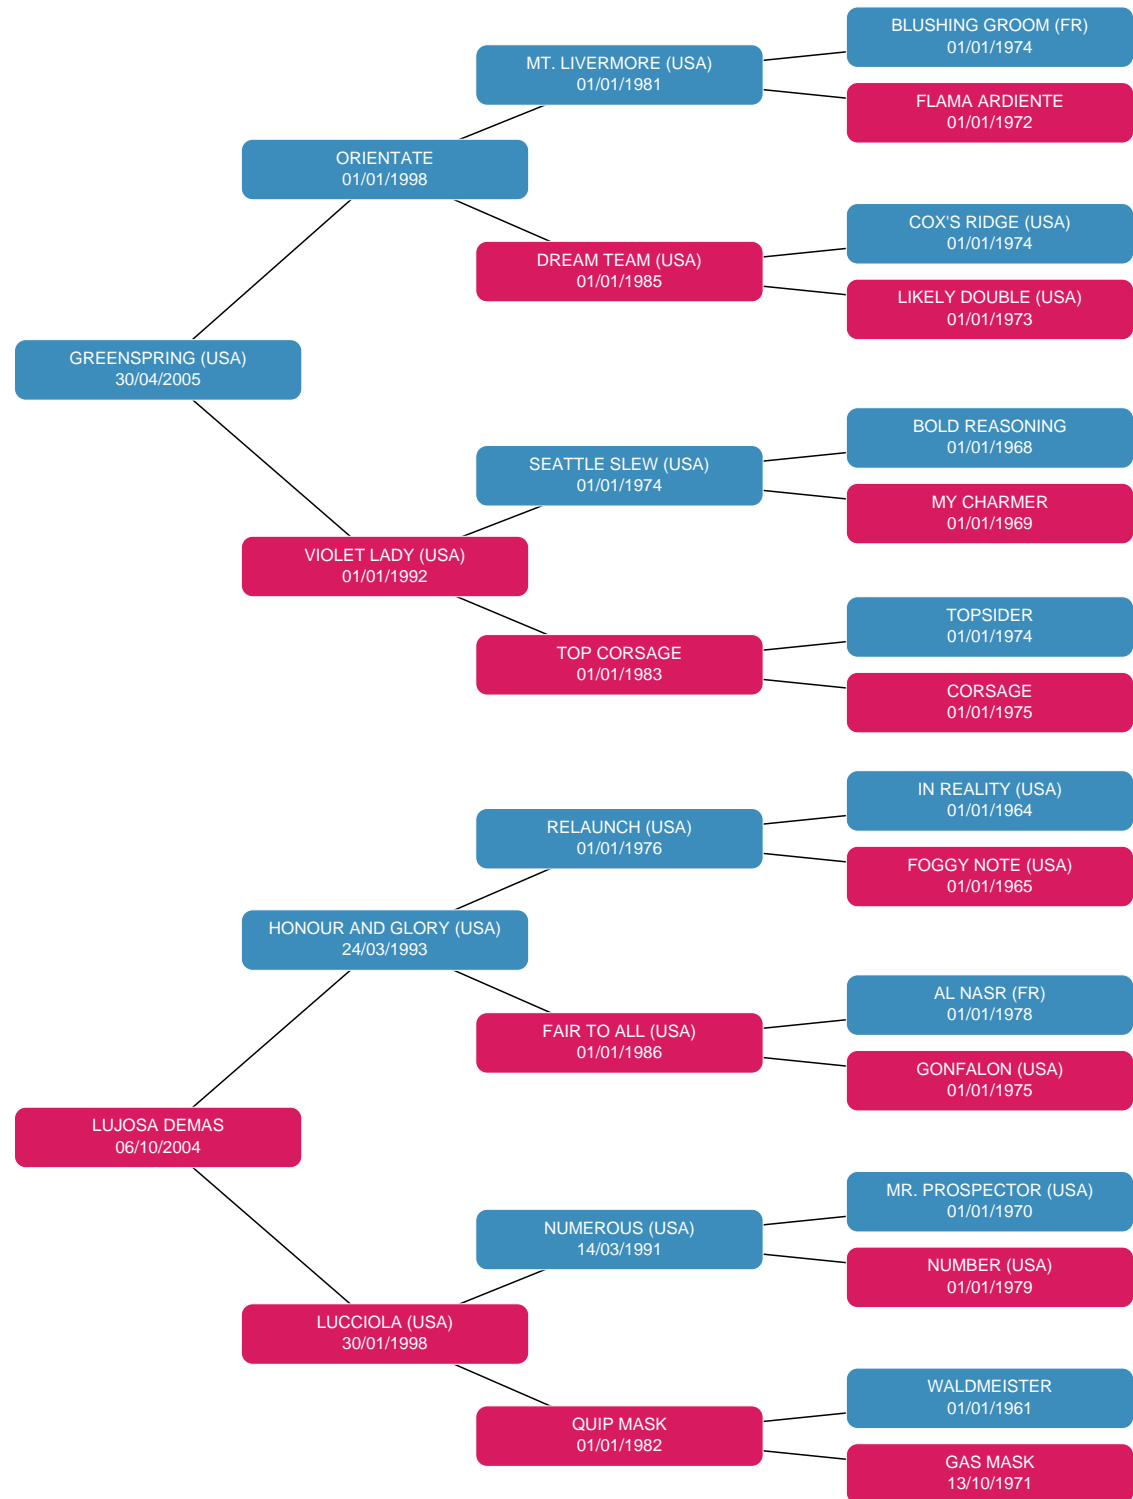 BLUSHING GROOM (FR)
01/01/1974
MT. LIVERMORE (USA)
01/01/1981
FLAMA ARDIENTE
01/01/1972
ORIENTATE
01/01/1998
COX'S RIDGE (USA)
01/01/1974
DREAM TEAM (USA)
01/01/1985
LIKELY DOUBLE (USA)
01/01/1973
GREENSPRING (USA)
30/04/2005
BOLD REASONING
01/01/1968
SEATTLE SLEW (USA)
01/01/1974
MY CHARMER
01/01/1969
VIOLET LADY (USA)
01/01/1992
TOPSIDER
01/01/1974
TOP CORSAGE
01/01/1983
CORSAGE
01/01/1975
IN REALITY (USA)
01/01/1964
RELAUNCH (USA)
01/01/1976
FOGGY NOTE (USA)
01/01/1965
HONOUR AND GLORY (USA)
24/03/1993
AL NASR (FR)
01/01/1978
FAIR TO ALL (USA)
01/01/1986
GONFALON (USA)
01/01/1975
LUJOSA DEMAS
06/10/2004
MR. PROSPECTOR (USA)
01/01/1970
NUMEROUS (USA)
14/03/1991
NUMBER (USA)
01/01/1979
LUCCIOLA (USA)
30/01/1998
WALDMEISTER
01/01/1961
QUIP MASK
01/01/1982
GAS MASK
13/10/1971